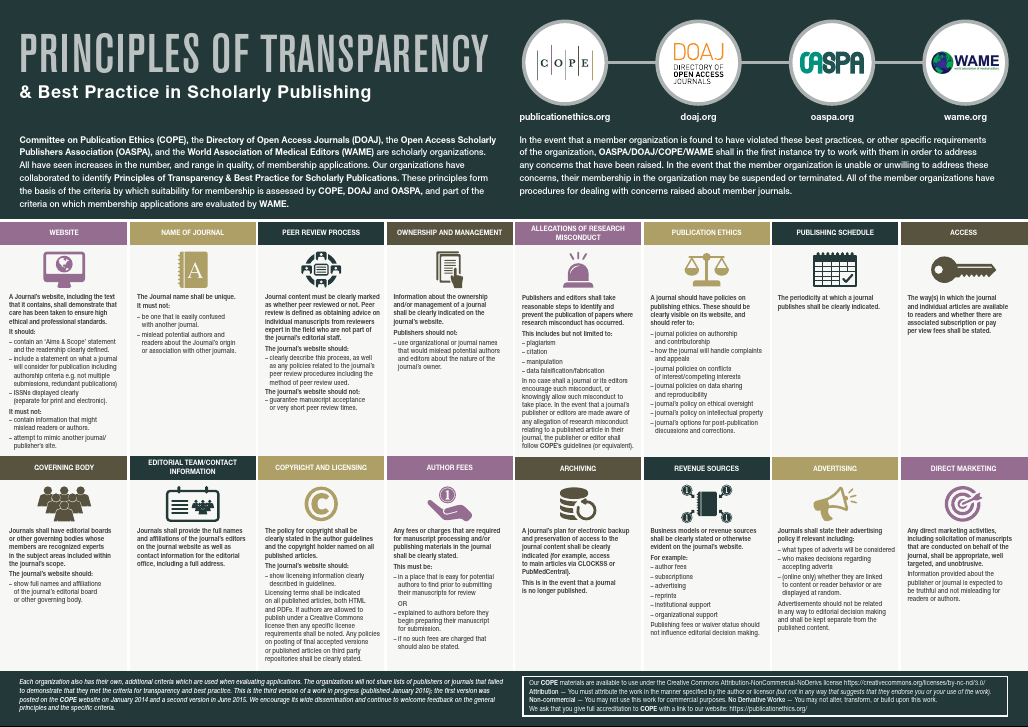 PRINCIPLES OF TRANSPARENCY
& Best Practice in Scholarly Publishing
C O P E
DOAJ
DIRECTORY OF
OPEN ACCESS
JOURNALS
OASPA
WAME
publicationethics.org
doaj.org
oaspa.org
wame.org
Committee on Publication Ethics (COPE), the Directory of Open Access Journals (DOAJ), the Open Access Scholarly
Publishers Association (OASPA), and the World Association of Medical Editors (WAME) are scholarly organizations.
All have seen increases in the number, and range in quality, of membership applications. Our organizations have
collaborated to identify Principles of Transparency & Best Practice for Scholarly Publications. These principles form
the basis of the criteria by which suitability for membership is assessed by COPE, DOAJ and OASPA, and part of the
criteria on which membership applications are evaluated by WAME.
In the event that a member organization is found to have violated these best practices, or other specific requirements
of the organization, OASPA/DOAJ/COPE/WAME shall in the first instance try to work with them in order to address
any concerns that have been raised. In the event that the member organization is unable or unwilling to address these
concerns, their membership in the organization may be suspended or terminated. All of the member organizations have
procedures for dealing with concerns raised about member journals.
WEBSITE
A Journal's website, including the text
that it contains, shall demonstrate that
care has been taken to ensure high
ethical and professional standards.
It should:
– contain an 'Aims & Scope' statement
and the readership clearly defined.
– include a statement on what a journal
will consider for publication including
authorship criteria e.g. not multiple
submissions, redundant publications)
– ISSNs displayed clearly
(separate for print and electronic).
It must not:
– contain information that might
mislead readers or authors.
– attempt to mimic another journal/
publisher's site.
NAME OF JOURNAL
A
The Journal name shall be unique.
It must not:
– be one that is easily confused
with another journal.
– mislead potential authors and
readers about the Journal's origin
or association with other journals.
PEER REVIEW PROCESS
Journal content must be clearly marked
as whether peer reviewed or not. Peer
review is defined as obtaining advice on
individual manuscripts from reviewers
expert in the field who are not part of
the journal's editorial staff.
The journal's website should:
– clearly describe this process, as well
as any policies related to the journal's
peer review procedures including the
method of peer review used.
The journal's website should not:
– guarantee manuscript acceptance
or very short peer review times.
OWNERSHIP AND MANAGEMENT
Information about the ownership
and/or management of a journal
shall be clearly indicated on the
journal's website.
Publishers should not:
– use organizational or journal names
that would mislead potential authors
and editors about the nature of the
journal's owner.
ALLEGATIONS OF RESEARCH
MISCONDUCT
Publishers and editors shall take
reasonable steps to identify and
prevent the publication of papers where
research misconduct has occurred.
This includes but not limited to:
– plagiarism
– citation
– manipulation
– data falsification/fabrication
In no case shall a journal or its editors
encourage such misconduct, or
knowingly allow such misconduct to
take place. In the event that a journal's
publisher or editors are made aware of
any allegation of research misconduct
relating to a published article in their
journal, the publisher or editor shall
follow COPE's guidelines (or equivalent).
PUBLICATION ETHICS
A journal should have policies on
publishing ethics. These should be
clearly visible on its website, and
should refer to:
– journal policies on authorship
and contributorship
– how the journal will handle complaints
and appeals
– journal policies on conflicts
of interest/competing interests
– journal policies on data sharing
and reproducibility
– journal's policy on ethical oversight
– journal's policy on intellectual property
– journal's options for post-publication
discussions and corrections.
PUBLISHING SCHEDULE
The periodicity at which a journal
publishes shall be clearly indicated.
ACCESS
The way(s) in which the journal
and individual articles are available
to readers and whether there are
associated subscription or pay
per view fees shall be stated.
GOVERNING BODY
Journals shall have editorial boards
or other governing bodies whose
members are recognized experts
in the subject areas included within
the journal's scope.
The journal's website should:
– show full names and affiliations
of the journal's editorial board
or other governing body.
EDITORIAL TEAM/CONTACT
INFORMATION
Journals shall provide the full names
and affiliations of the journal's editors
on the journal website as well as
contact information for the editorial
office, including a full address.
COPYRIGHT AND LICENSING
C
The policy for copyright shall be
clearly stated in the author guidelines
and the copyright holder named on all
published articles.
The journal's website should:
– show licensing information clearly
described in guidelines.
Licensing terms shall be indicated
on all published articles, both HTML
and PDFs. If authors are allowed to
publish under a Creative Commons
license then any specific license
requirements shall be noted. Any policies
on posting of final accepted versions
or published articles on third party
repositories shall be clearly stated.
AUTHOR FEES
1
Any fees or charges that are required
for manuscript processing and/or
publishing materials in the journal
shall be clearly stated.
This must be:
– in a place that is easy for potential
authors to find prior to submitting
their manuscripts for review
OR
– explained to authors before they
begin preparing their manuscript
for submission.
– if no such fees are charged that
should also be stated.
ARCHIVING
A journal's plan for electronic backup
and preservation of access to the
journal content shall be clearly
indicated (for example, access
to main articles via CLOCKSS or
PubMedCentral).
This is in the event that a journal
is no longer published.
REVENUE SOURCES
1
1
1
1
Business models or revenue sources
shall be clearly stated or otherwise
evident on the journal's website.
For example:
– author fees
– subscriptions
– advertising
– reprints
– institutional support
– organizational support
Publishing fees or waiver status should
not influence editorial decision making.
ADVERTISING
Journals shall state their advertising
policy if relevant including:
– what types of adverts will be considered
– who makes decisions regarding
accepting adverts
– (online only) whether they are linked
to content or reader behavior or are
displayed at random.
Advertisements should not be related
in any way to editorial decision making
and shall be kept separate from the
published content.
DIRECT MARKETING
Any direct marketing activities,
including solicitation of manuscripts
that are conducted on behalf of the
journal, shall be appropriate, well
targeted, and unobtrusive.
Information provided about the
publisher or journal is expected to
be truthful and not misleading for
readers or authors.
Each organization also has their own, additional criteria which are used when evaluating applications. The organizations will not share lists of publishers or journals that failed
to demonstrate that they met the criteria for transparency and best practice. This is the third version of a work in progress (published January 2018); the first version was
posted on the COPE website on January 2014 and a second version in June 2015. We encourage its wide dissemination and continue to welcome feedback on the general
principles and the specific criteria.
Our COPE materials are available to use under the Creative Commons Attribution-NonCommercial-NoDerivs license https://creativecommons.org/licenses/by-nc-nd/3.0/
Attribution — You must attribute the work in the manner specified by the author or licensor (but not in any way that suggests that they endorse you or your use of the work).
Non-commercial — You may not use this work for commercial purposes. No Derivative Works — You may not alter, transform, or build upon this work.
We ask that you give full accreditation to COPE with a link to our website: https://publicationethics.org/